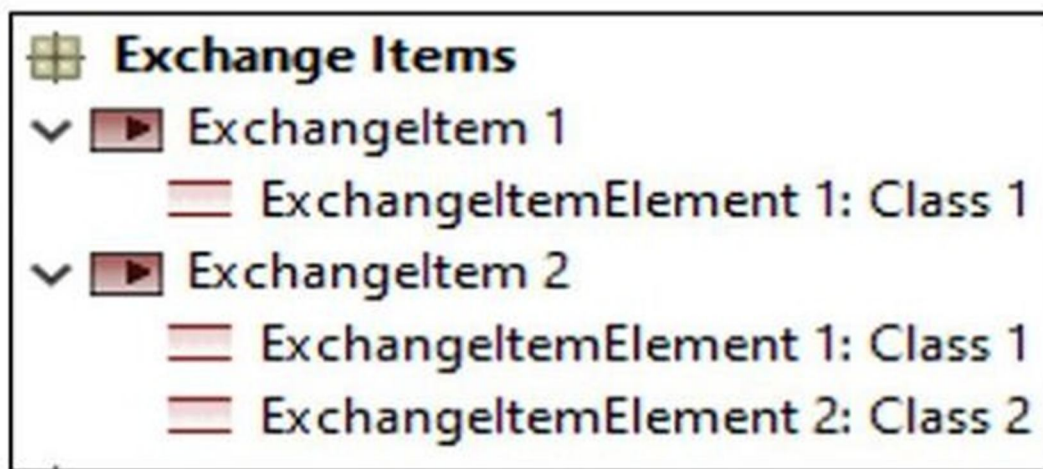 Exchange Items
ExchangeItem 1
ExchangeItemElement 1: Class 1
ExchangeItem 2
ExchangeItemElement 1: Class 1
ExchangeItemElement 2: Class 2